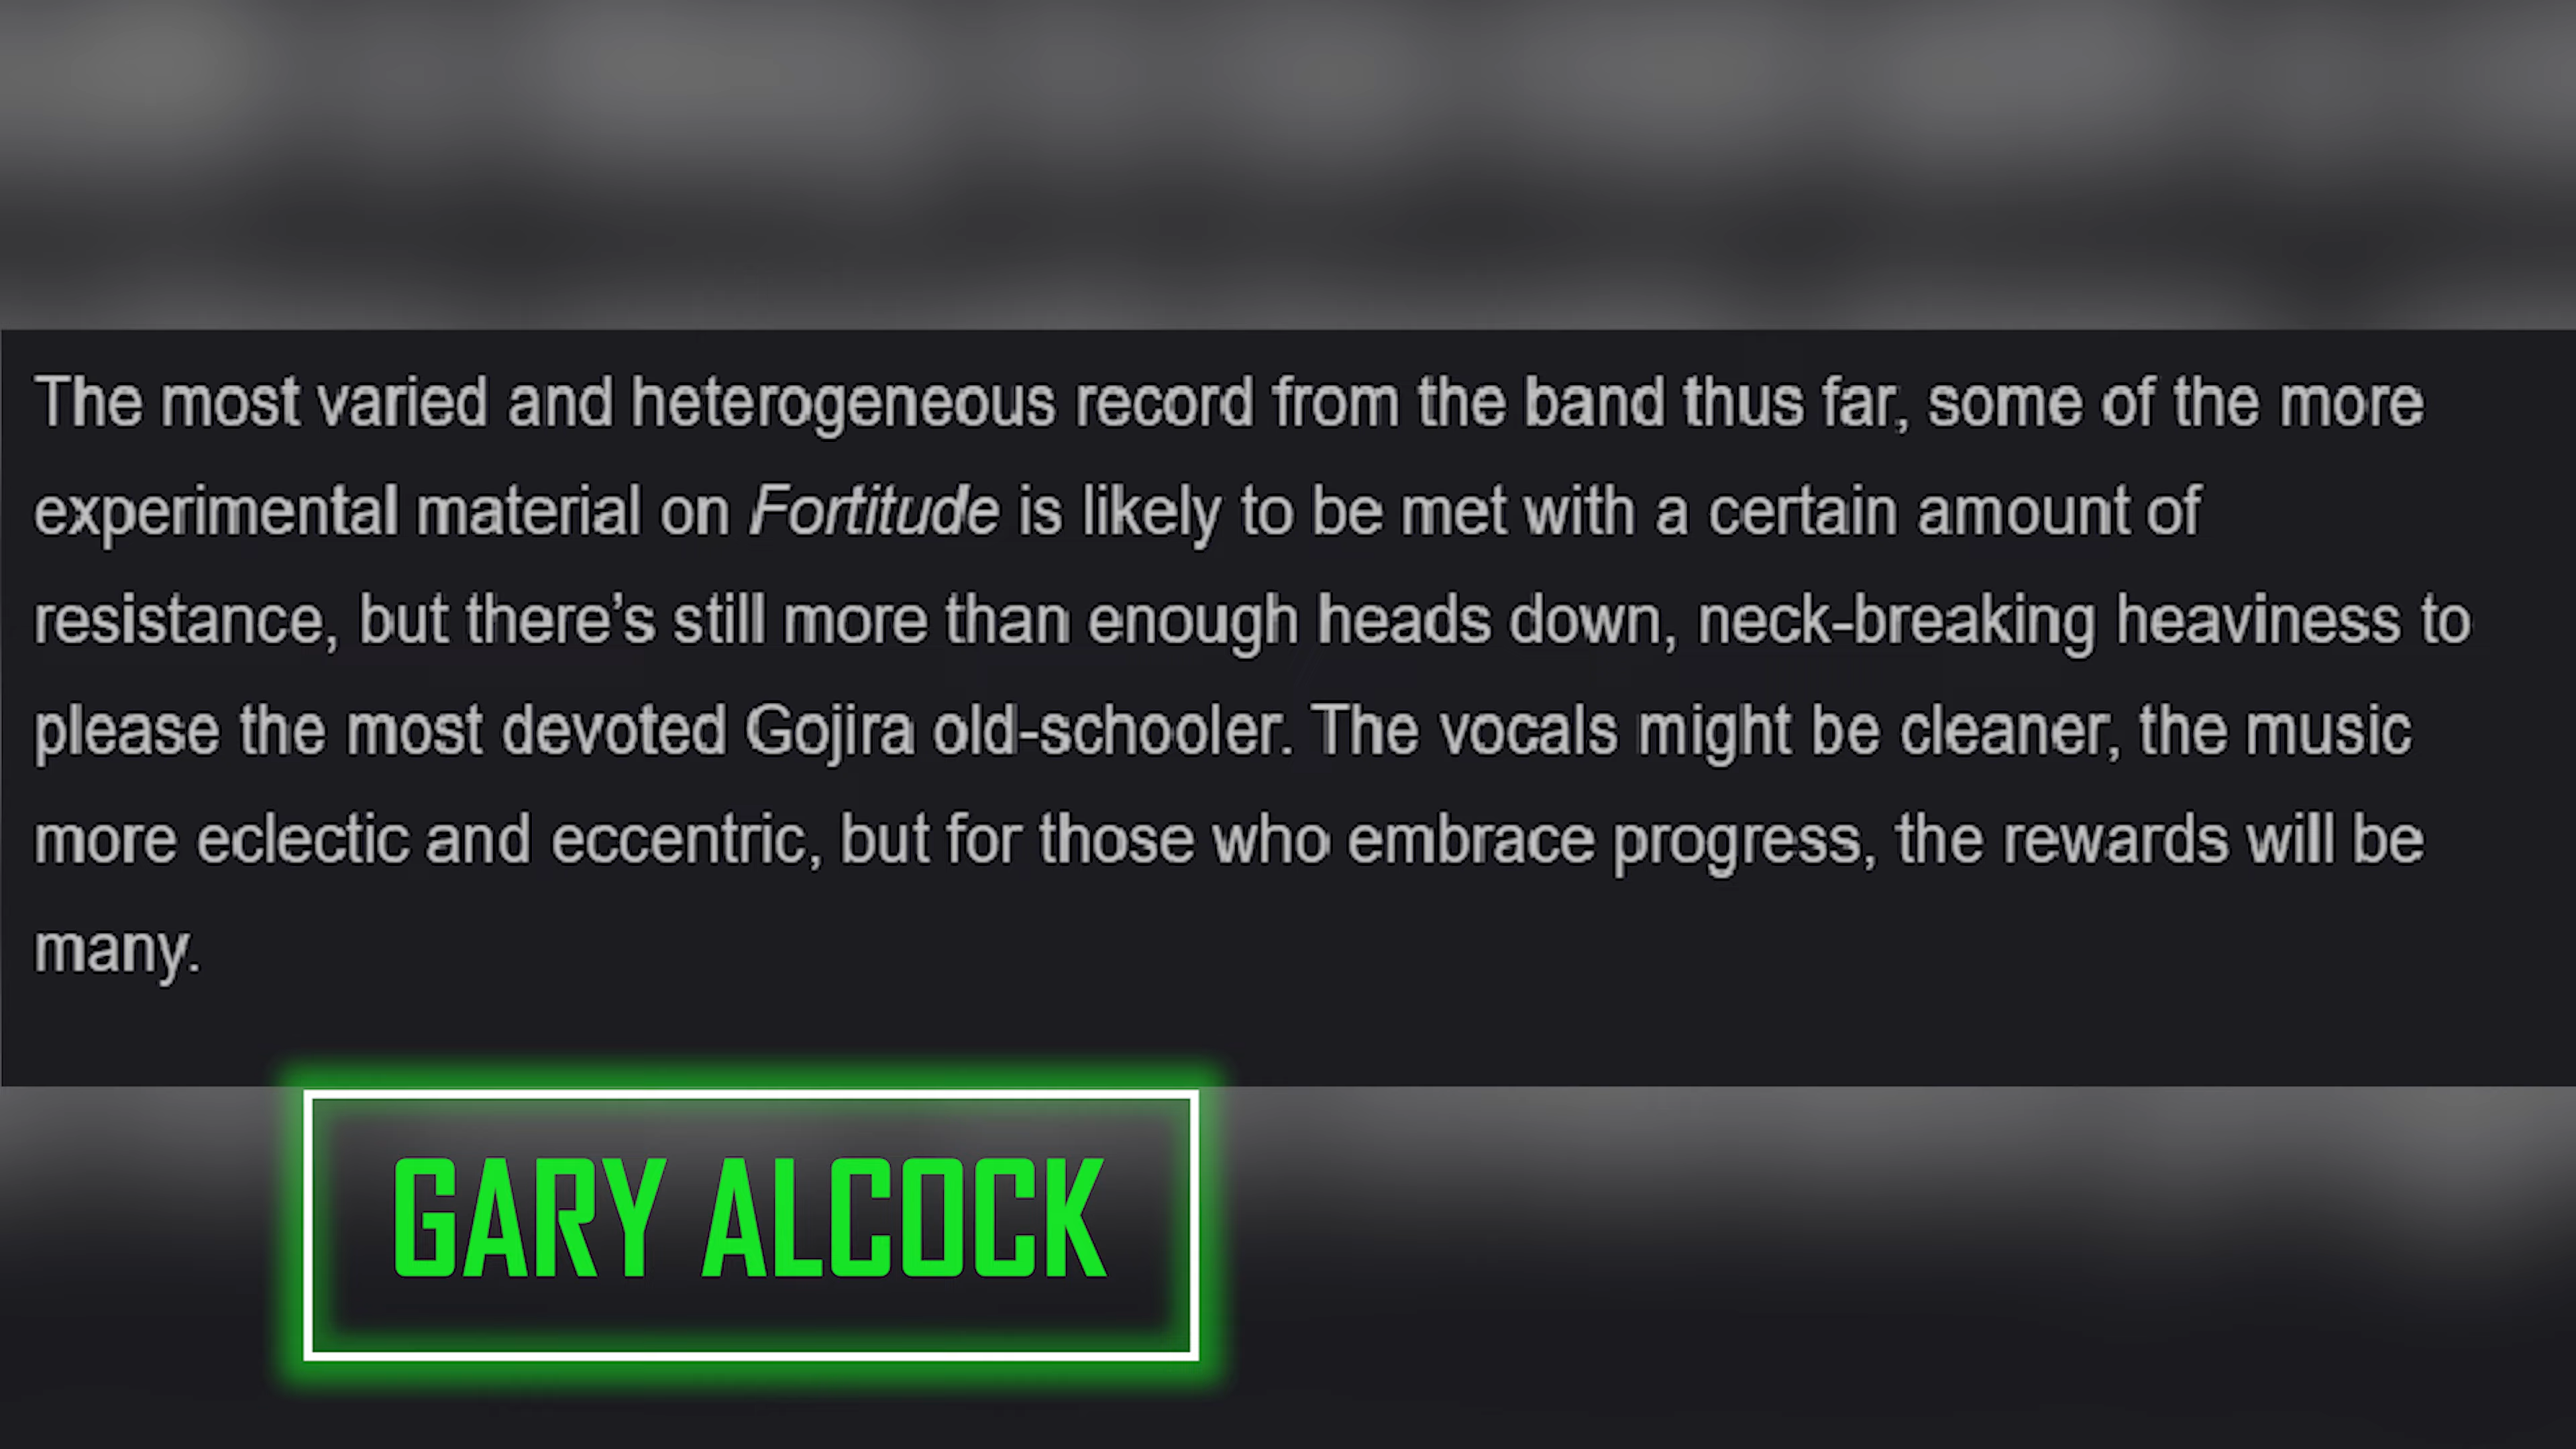 The most varied and heterogeneous record from the band thus far, some of the more
experimental material on Fortitude is likely to be met with a certain amount of
resistance, but there’s still more than enough heads down, neck-breaking heaviness to
please the most devoted Gojira old-schooler. The vocals might be cleaner, the music
more eclectic and eccentric, but for those who embrace progress, the rewards will be
many.
GARY ALCOCK